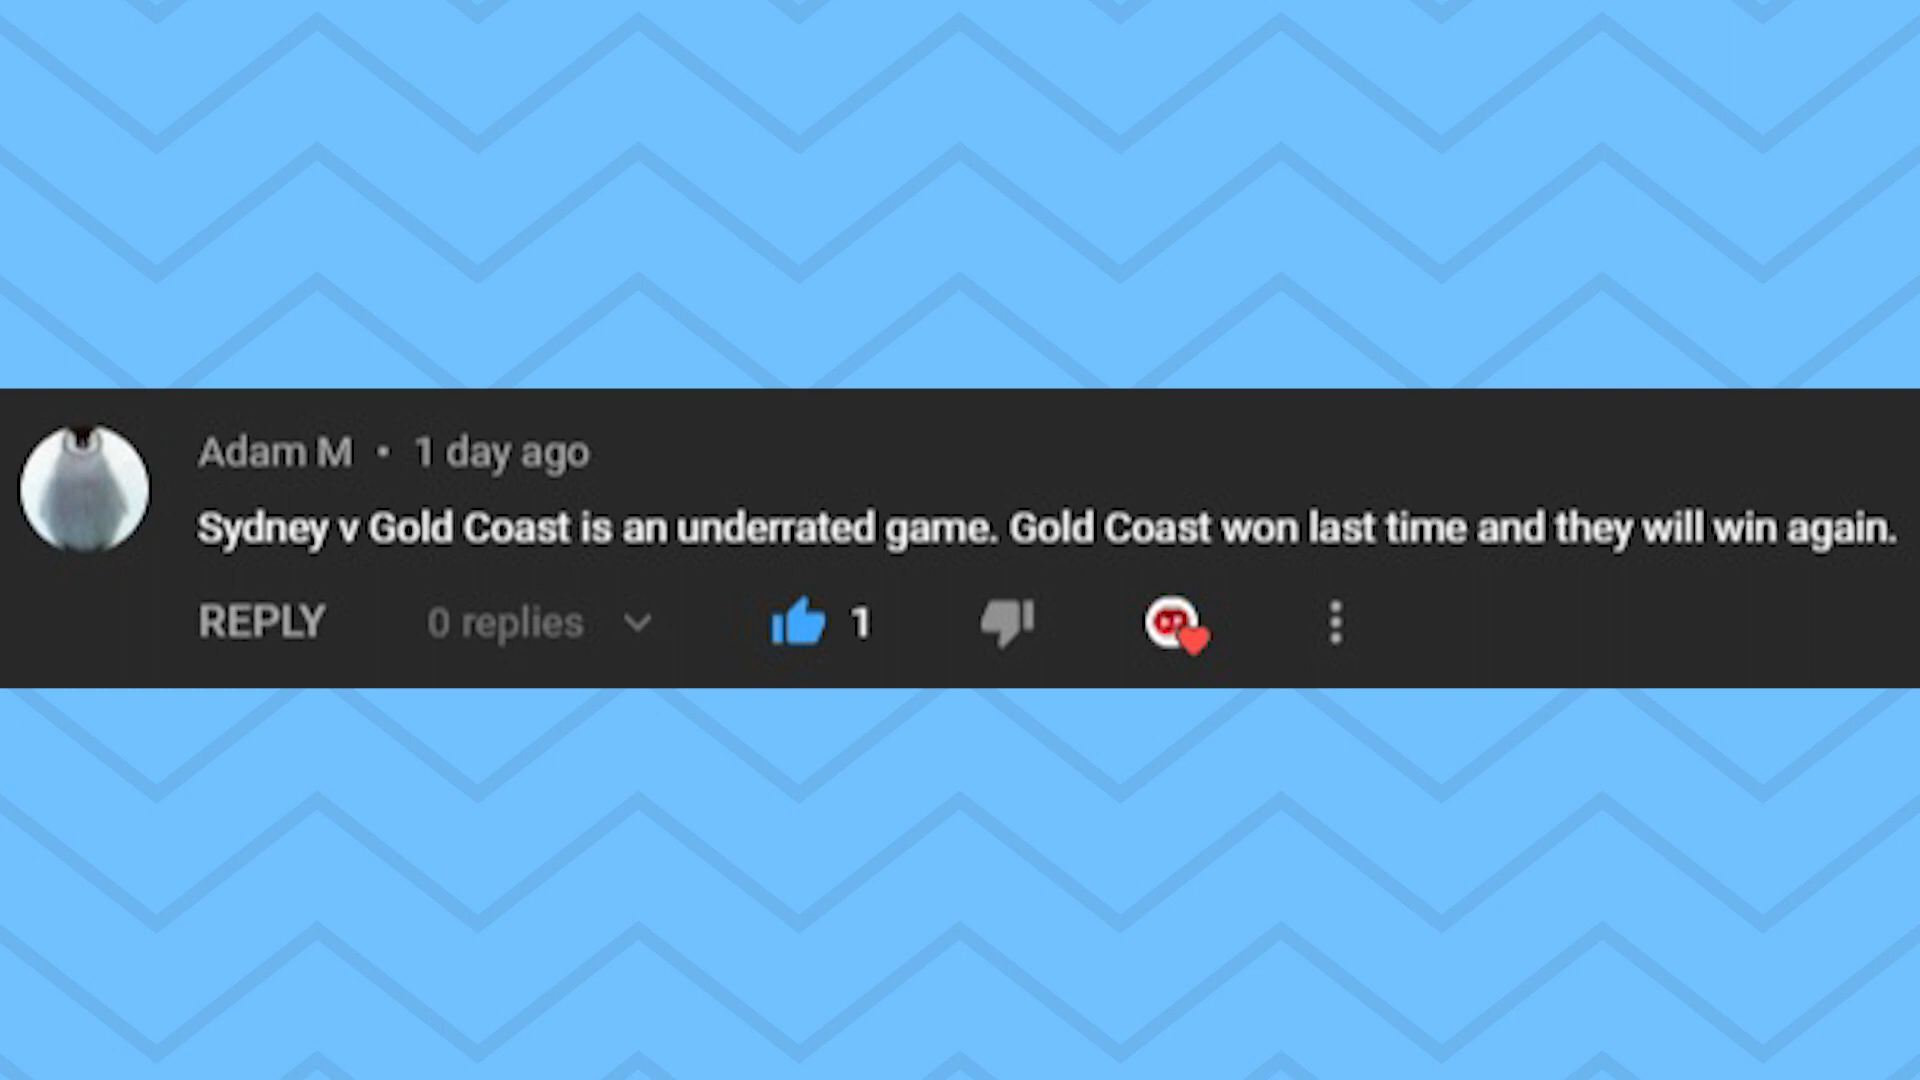 Adam M • 1 day ago
Sydney v Gold Coast is an underrated game. Gold Coast won last time and they will win again.
REPLY 0 replies 1